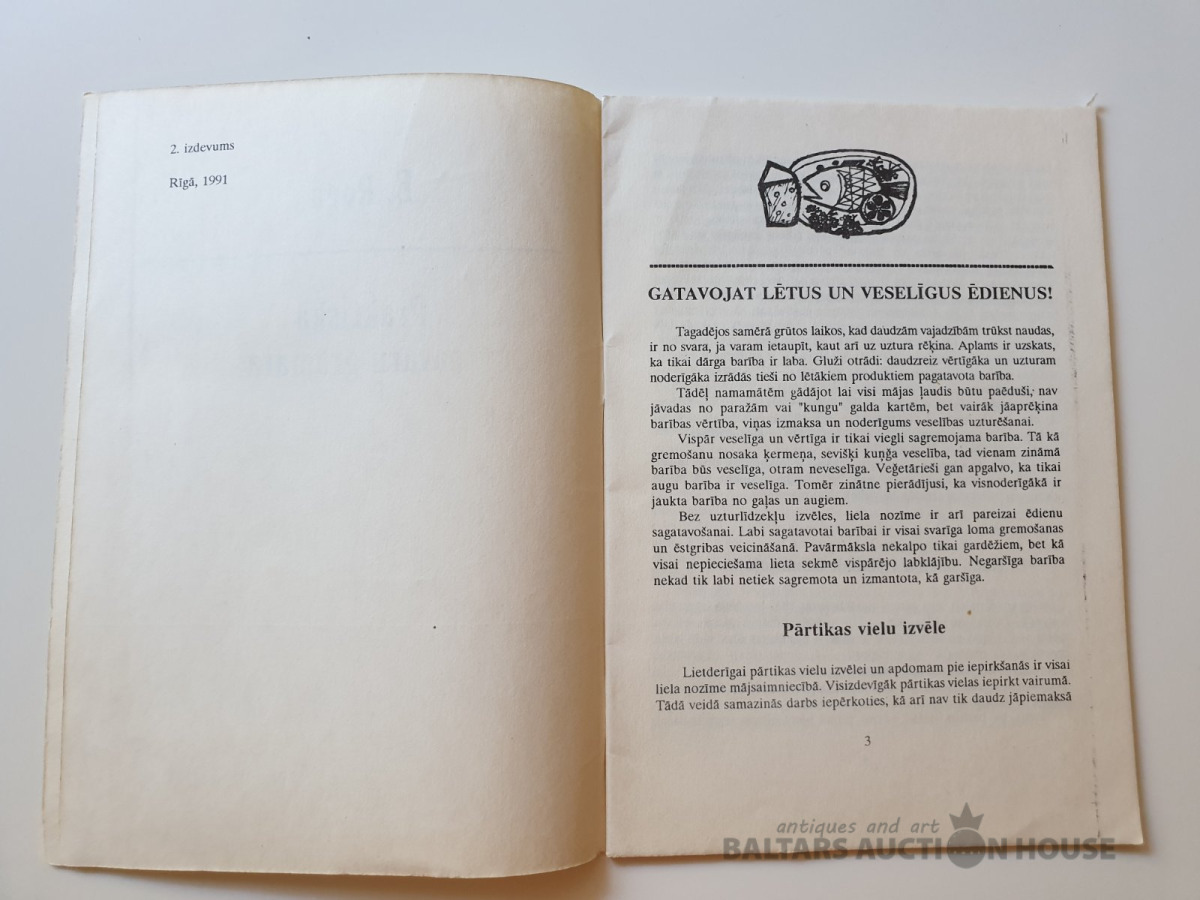 2. izdevums
Rīgā, 1991
GATAVOJAT LĒTUS UN VESELĪGUS ĒDIENUS!
Tagadējos samērā grūtos laikos, kad daudzām vajadzībām trūkst naudas,
ir no svara, ja varam ietaupīt, kaut arī uz uztura rēķina. Aplams ir uzskats,
ka tikai dārga barība ir laba. Gluži otrādi: daudzreiz vērtīgāka un uzturam
noderīgāka izrādās tieši no lētākiem produktiem pagatavota barība.
Tādēļ namamātēm gādājot lai visi mājas ļaudis būtu paēduši, nav
jāvadas no paražām vai "kungu" galda kartēm, bet vairāk jāaprēķina
barības vērtība, viņas izmaksa un noderīgums veselības uzturēšanai.
Vispār veselīga un vērtīga ir tikai viegli sagremojama barība. Tā kā
gremošanu nosaka ķermeņa, sevišķi kuņģa veselība, tad vienam zināmā
barība būs veselīga, otram neveselīga. Veģetārieši gan apgalvo, ka tikai
augu barība ir veselīga. Tomēr zinātne pierādījusi, ka visnoderīgākā ir
jaukta barība no gaļas un augiem.
Bez uzturlīdzekļu izvēles, liela nozīme ir arī pareizai ēdienu
sagatavošanai. Labi sagatavotai barībai ir visai svarīga loma gremošanas
un ēstgribas veicināšanā. Pavārmāksla nekalpo tikai gardēžiem, bet kā
visai nepieciešama lieta sekmē vispārējo labklājību. Negaršīga barība
nekad tik labi netiek sagremota un izmantota, kā garšīga.
Pārtikas vielu izvēle
Lietderīgai pārtikas vielu izvēlei un apdomam pie iepirkšanās ir visai
liela nozīme mājsaimniecībā. Visizdevīgāk pārtikas vielas iepirkt vairumā.
Tādā veidā samazinās darbs iepērkoties, kā arī nav tik daudz jāpiemaksā
3
antiques and art
BALTARS AUCTION HOUSE